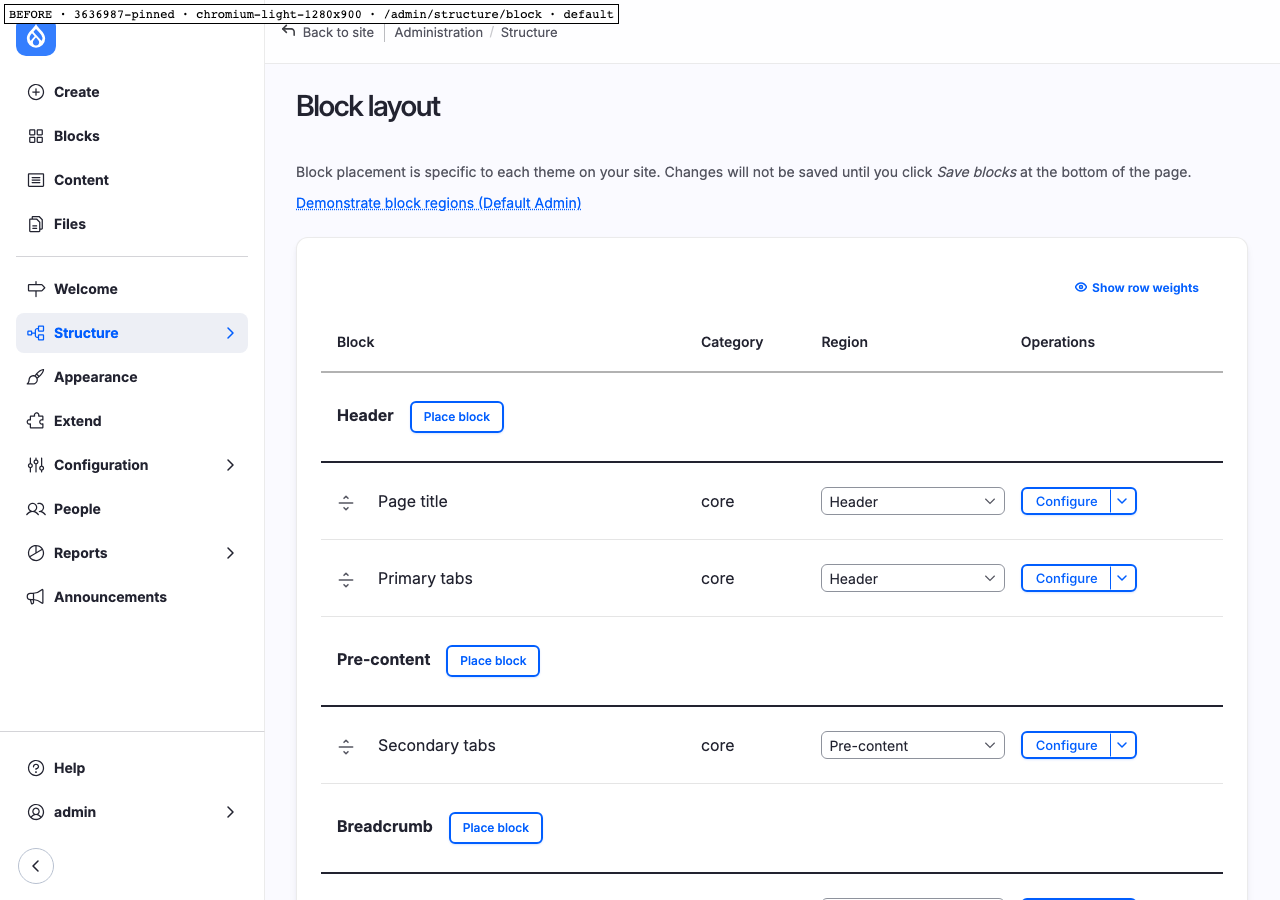 BEFORE · 3636987-pinned · chromium-light-1280x900 · /admin/structure/block · default
Back to site
Administration / Structure
Create
Blocks
Content
Files
Welcome
Structure
Appearance
Extend
Configuration
People
Reports
Announcements
Help
admin
Block layout
Block placement is specific to each theme on your site. Changes will not be saved until you click Save blocks at the bottom of the page.
Demonstrate block regions (Default Admin)
Show row weights
Block Category Region Operations
Header Place block
Page title core Header Configure
Primary tabs core Header Configure
Pre-content Place block
Secondary tabs core Pre-content Configure
Breadcrumb Place block